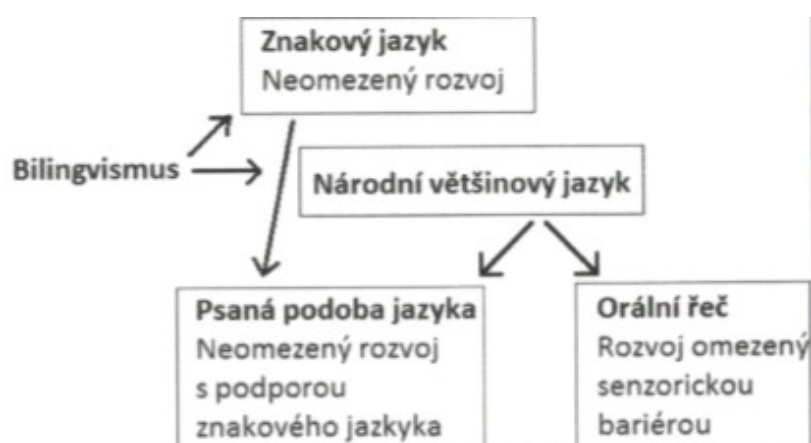 Znakový jazyk
Neomezený rozvoj
Bilingvismus
Národní většinový jazyk
Psaná podoba jazyka
Neomezený rozvoj
s podporou
znakového jazkyka
Orální řeč
Rozvoj omezený
senzorickou
bariérou